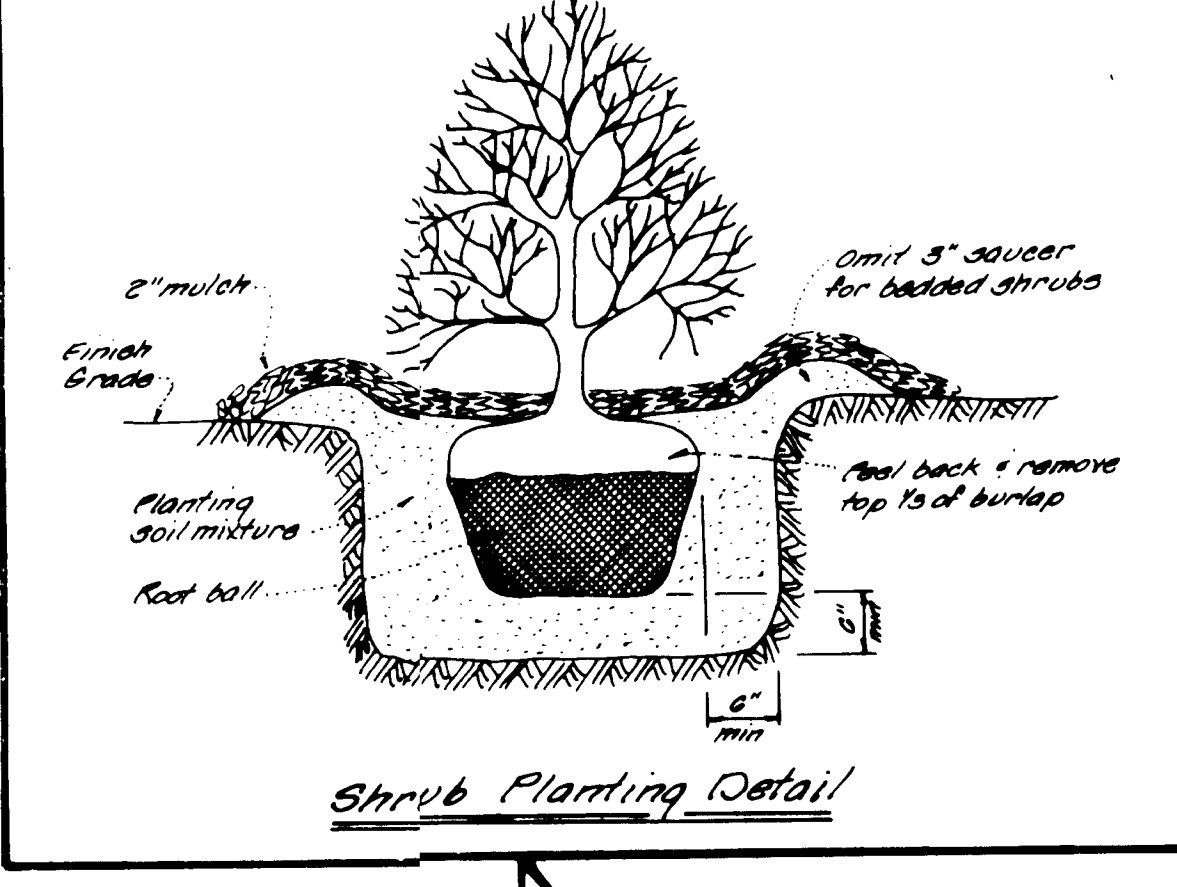 Omit 3" saucer
for bedded shrubs
2" mulch
Finish
Grade
Peel back & remove
top 1/3 of burlap
Planting
soil mixture
Root ball
6"
min
6"
min
Shrub Planting Detail